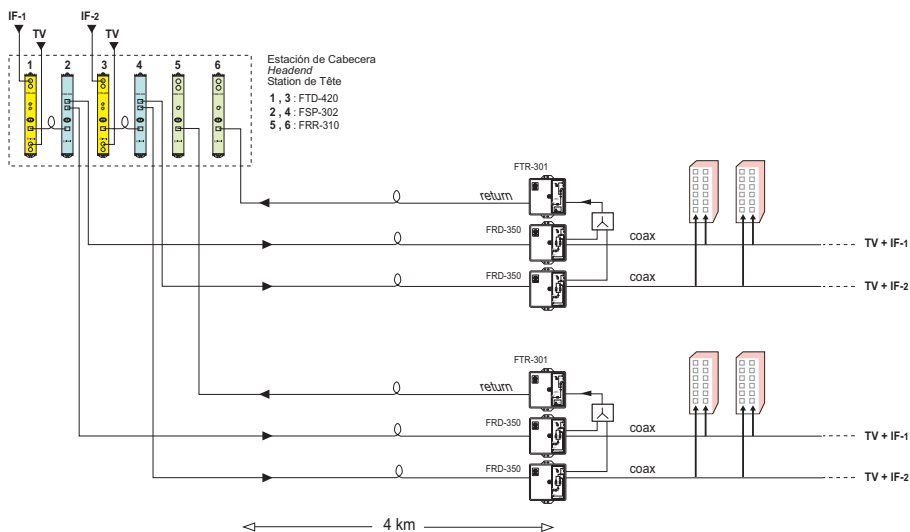 IF-1
IF-2
TV
TV
1
2
3
4
5
6
Estación de Cabecera
Headend
Station de Tête
1 , 3 : FTD-420
2 , 4 : FSP-302
5 , 6 : FRR-310
FTR-301
return
FRD-350
coax
TV + IF-1
FRD-350
coax
TV + IF-2
FTR-301
return
FRD-350
coax
TV + IF-1
FRD-350
coax
TV + IF-2
4 km